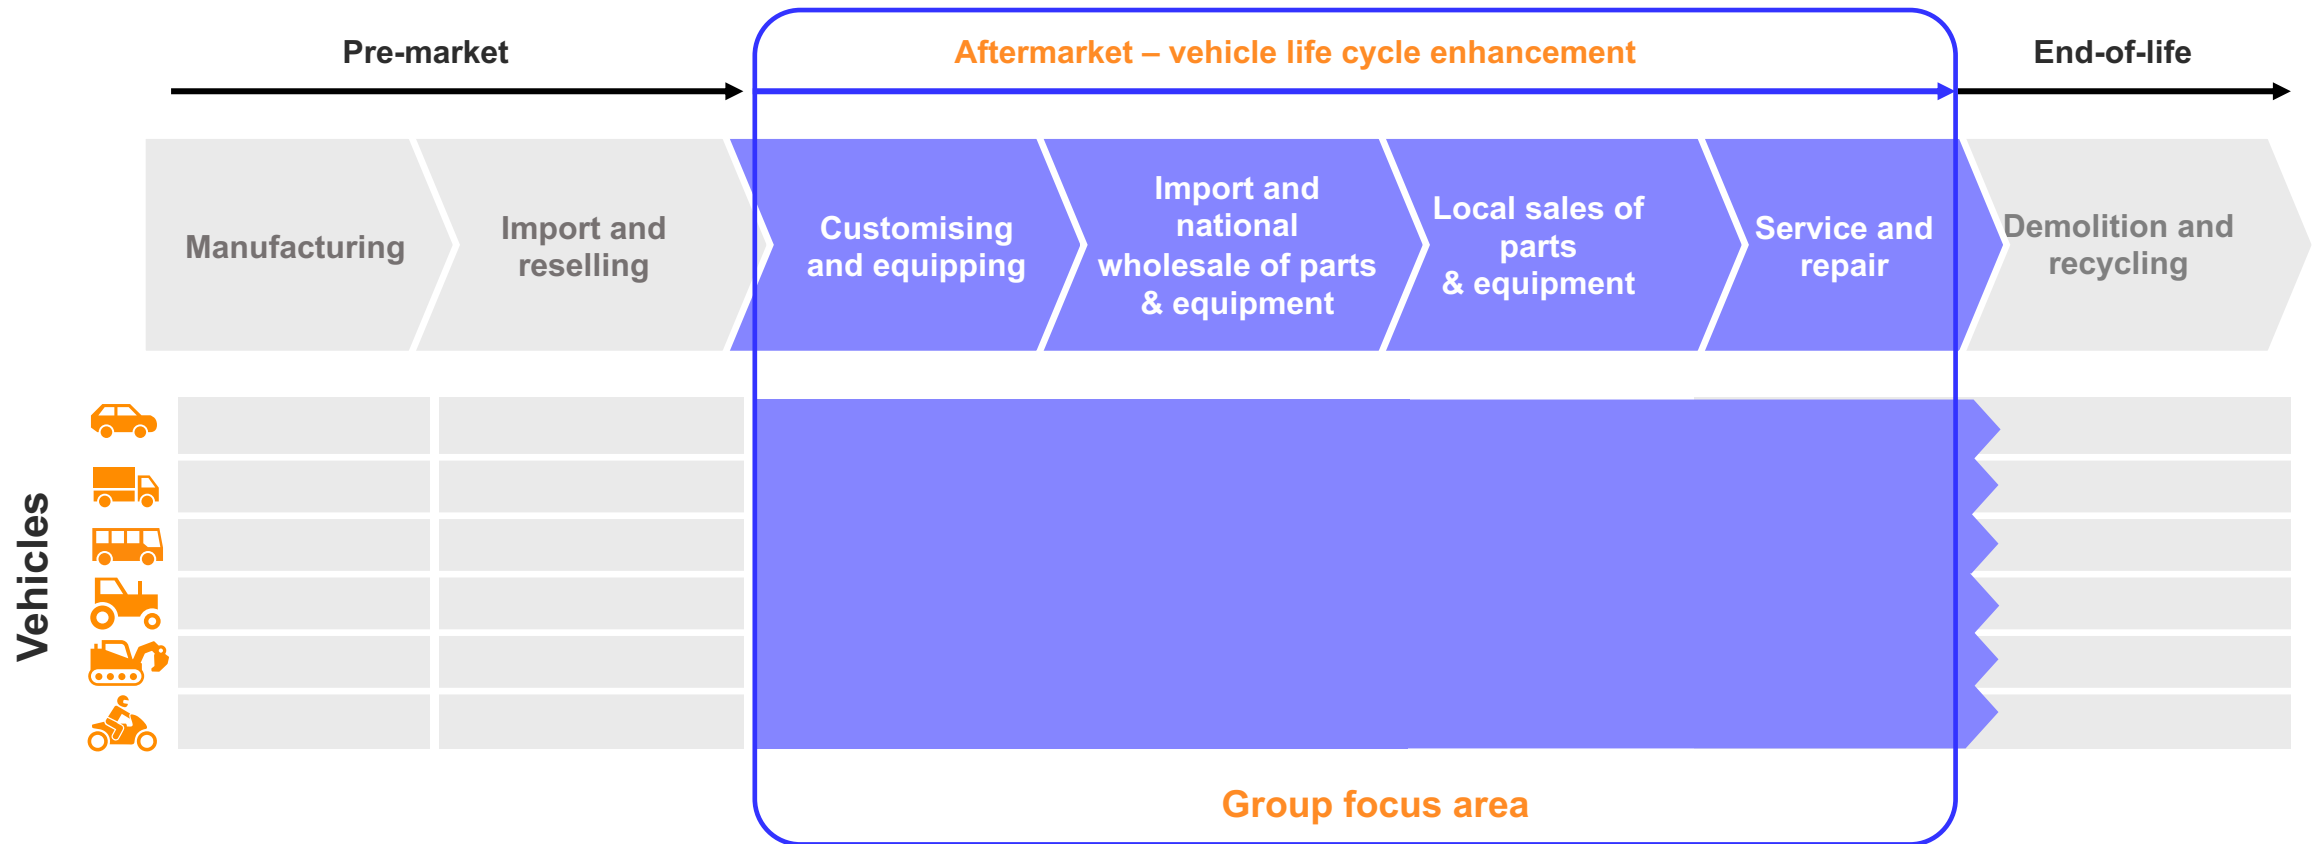 Pre-market
Aftermarket – vehicle life cycle enhancement
End-of-life
Manufacturing
Import and
reselling
Customising
and equipping
Import and
national
wholesale of parts
& equipment
Local sales of
parts
& equipment
Service and
repair
Demolition and
recycling
Vehicles
Group focus area